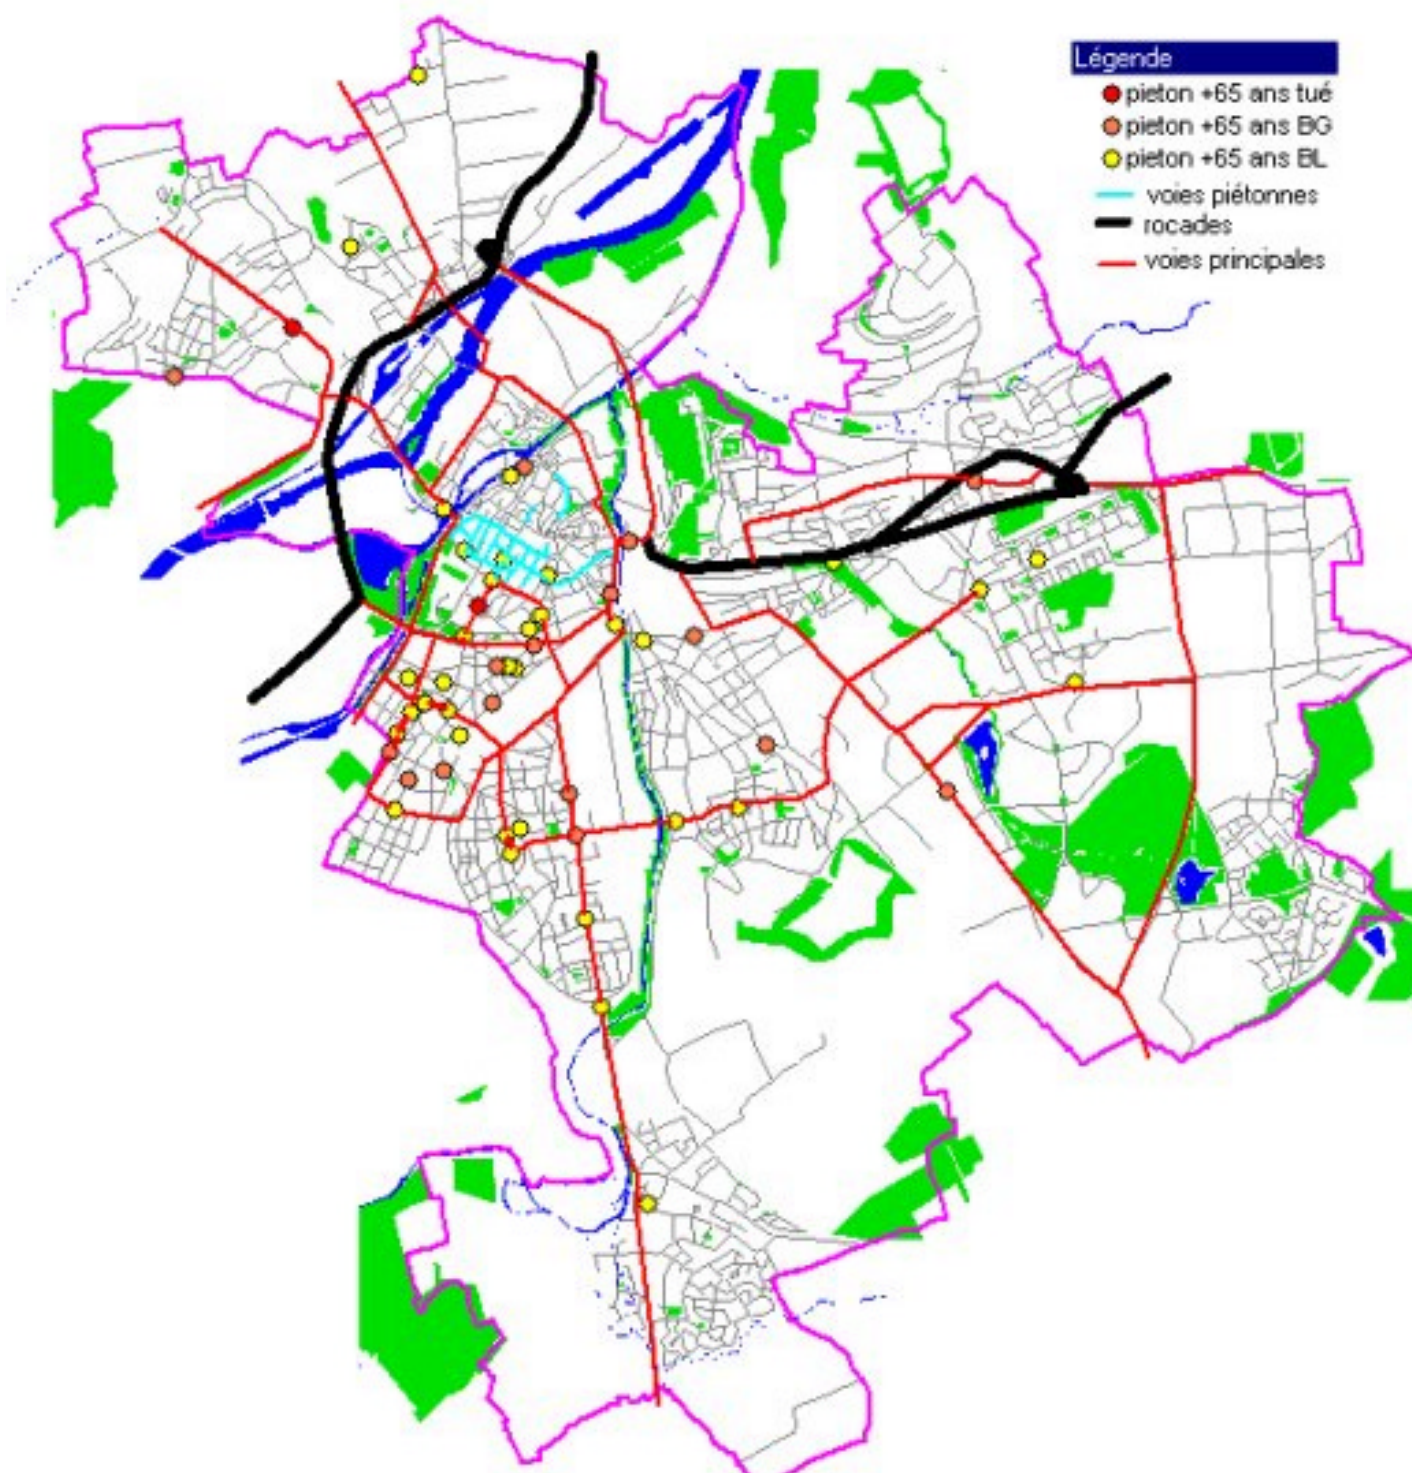 Légende
pieton +65 ans tué
pieton +65 ans BG
pieton +65 ans BL
voies piétonnes
rocades
voies principales